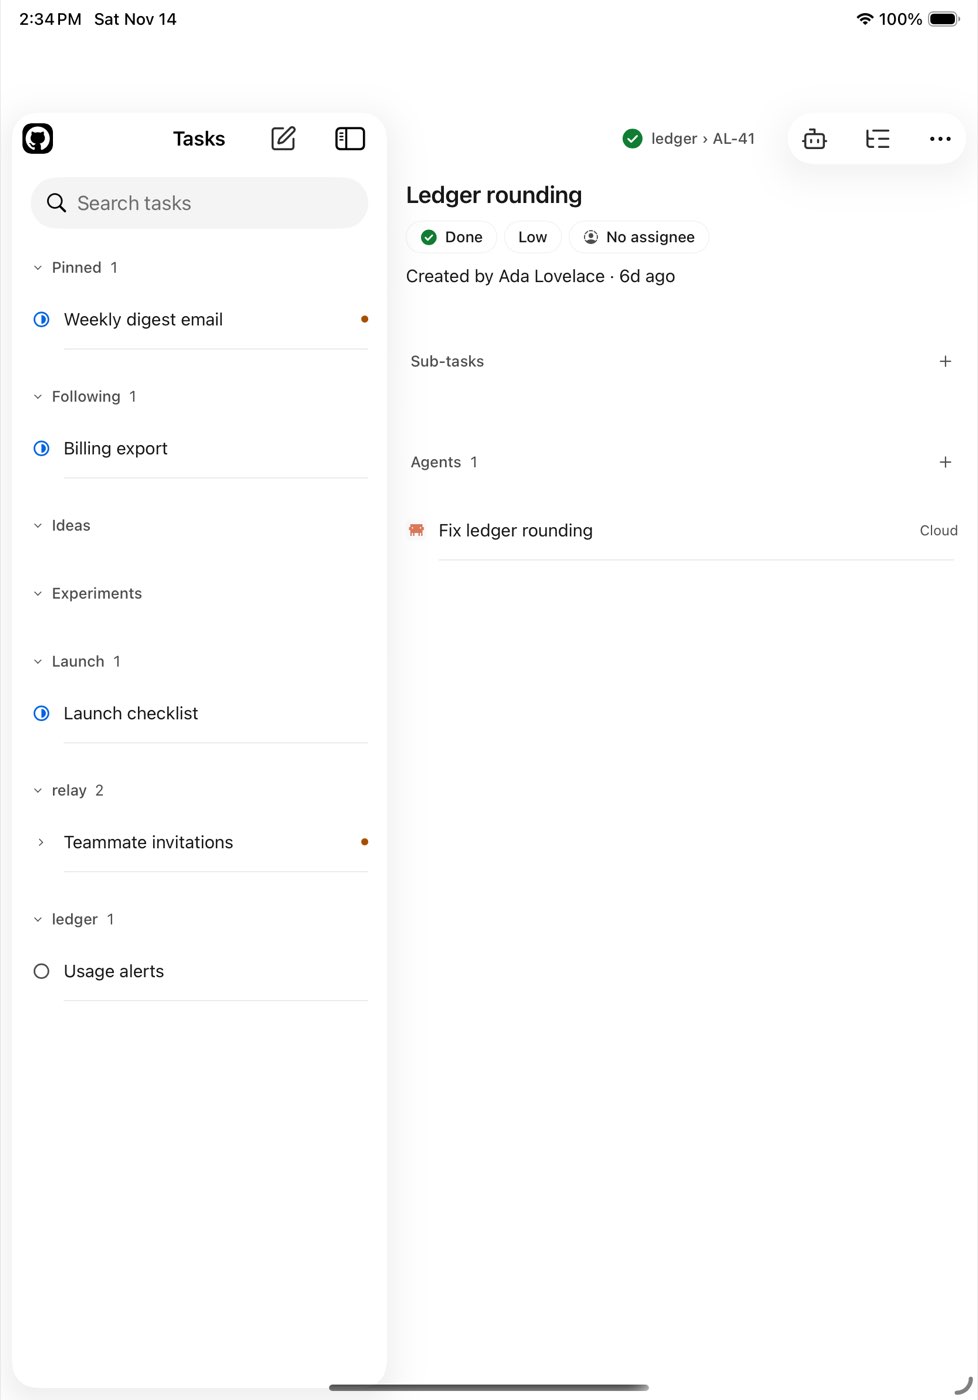 2:34 PM Sat Nov 14
100%
Tasks
Search tasks
Pinned 1
Weekly digest email
Following 1
Billing export
Ideas
Experiments
Launch 1
Launch checklist
relay 2
Teammate invitations
ledger 1
Usage alerts
ledger › AL-41
Ledger rounding
Done
Low
No assignee
Created by Ada Lovelace · 6d ago
Sub-tasks
Agents 1
Fix ledger rounding
Cloud